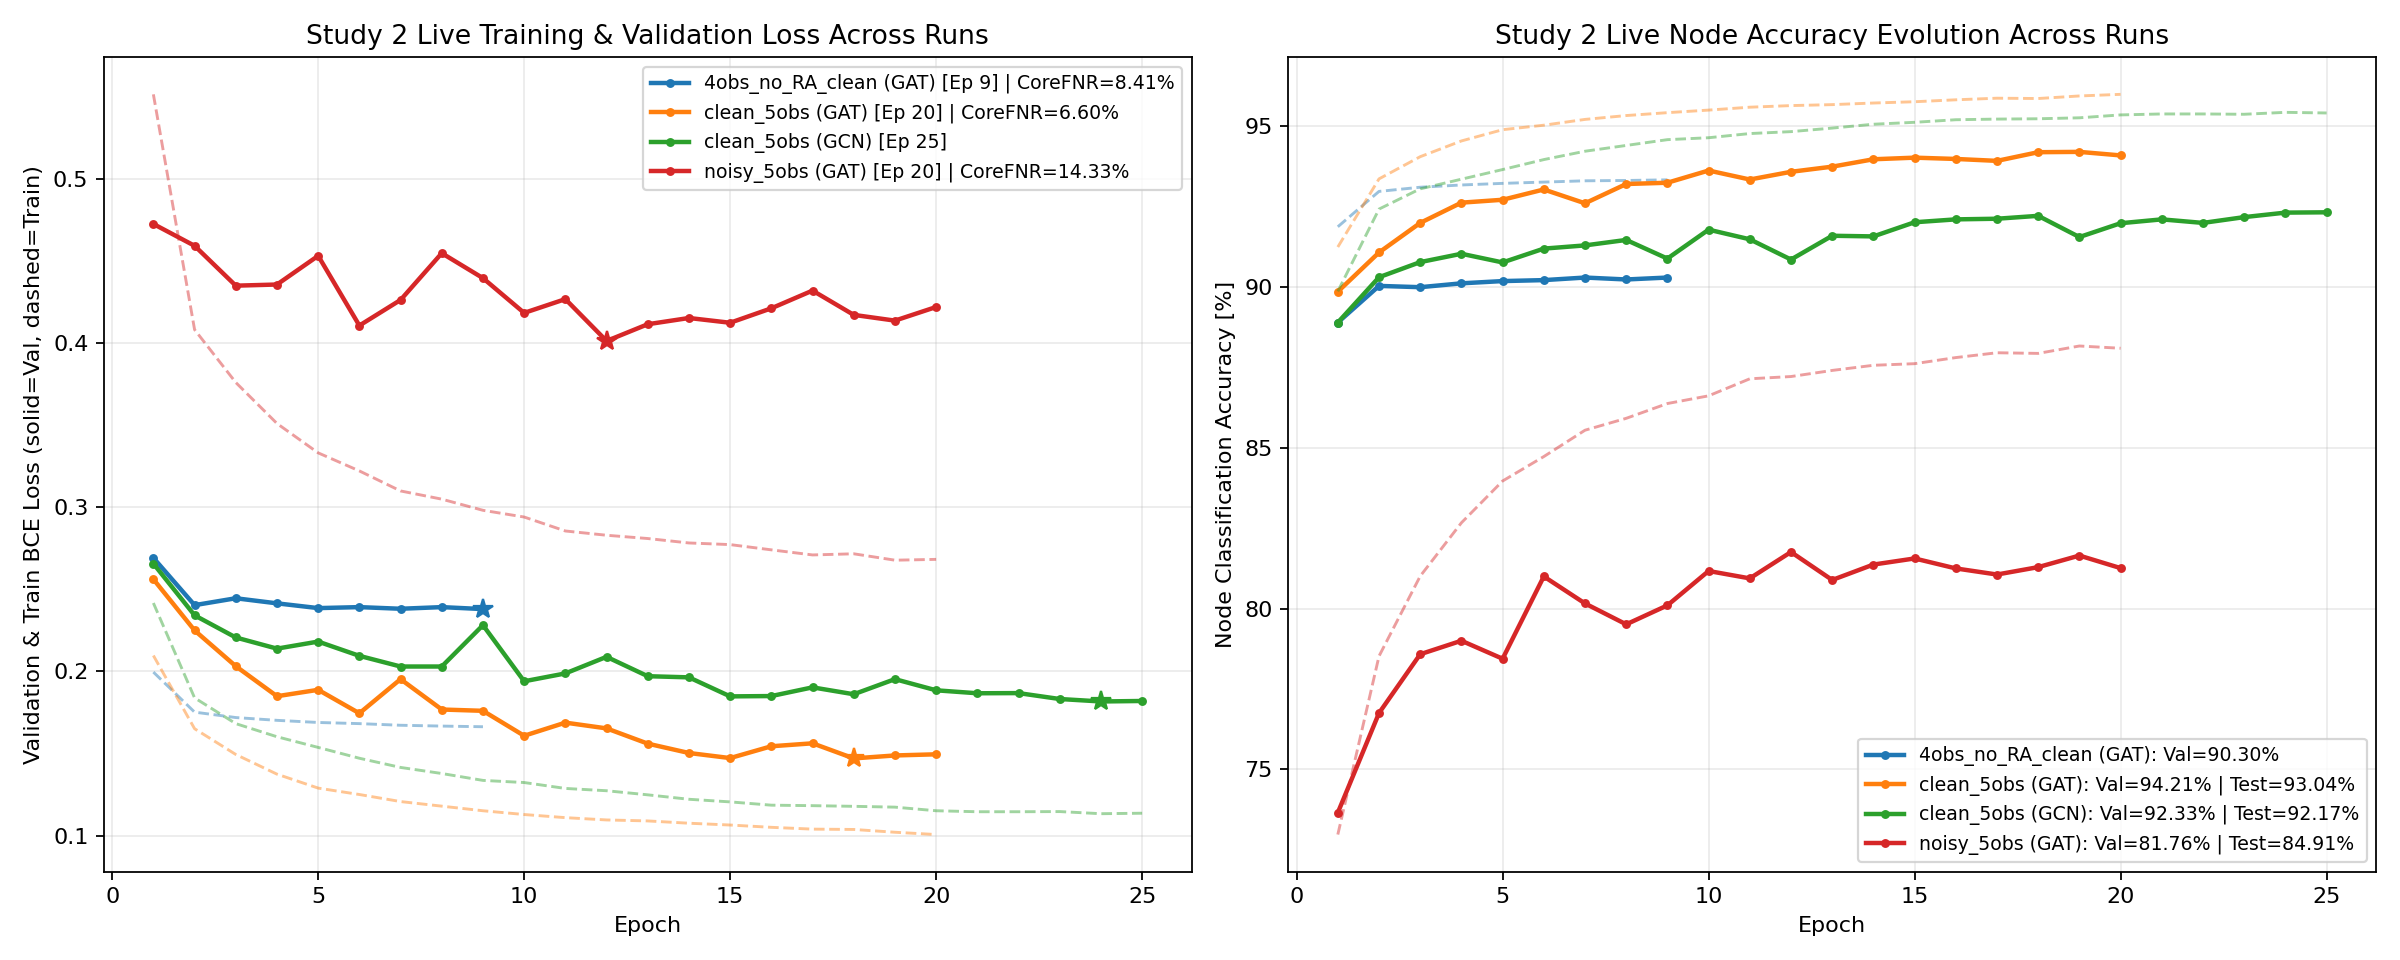 Study 2 Live Training & Validation Loss Across Runs
Validation & Train BCE Loss (solid=Val, dashed=Train)
0.5
0.4
0.3
0.2
0.1
4obs_no_RA_clean (GAT) [Ep 9] | CoreFNR=8.41%
clean_5obs (GAT) [Ep 20] | CoreFNR=6.60%
clean_5obs (GCN) [Ep 25]
noisy_5obs (GAT) [Ep 20] | CoreFNR=14.33%
0 5 10 15 20 25
Epoch
Study 2 Live Node Accuracy Evolution Across Runs
Node Classification Accuracy [%]
95
90
85
80
75
4obs_no_RA_clean (GAT): Val=90.30%
clean_5obs (GAT): Val=94.21% | Test=93.04%
clean_5obs (GCN): Val=92.33% | Test=92.17%
noisy_5obs (GAT): Val=81.76% | Test=84.91%
0 5 10 15 20 25
Epoch